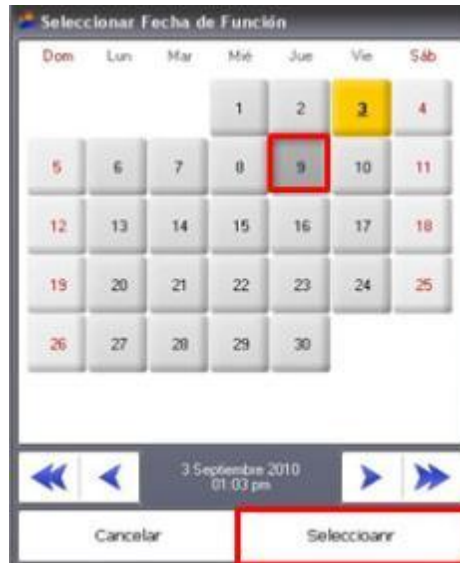 Seleccionar Fecha de Función
Dom Lun Mar Mié Jue Vie Sáb
1 2 3 4
5 6 7 8 9 10 11
12 13 14 15 16 17 18
19 20 21 22 23 24 25
26 27 28 29 30
3 Septiembre 2010
01:03 pm
Cancelar Seleccioanr